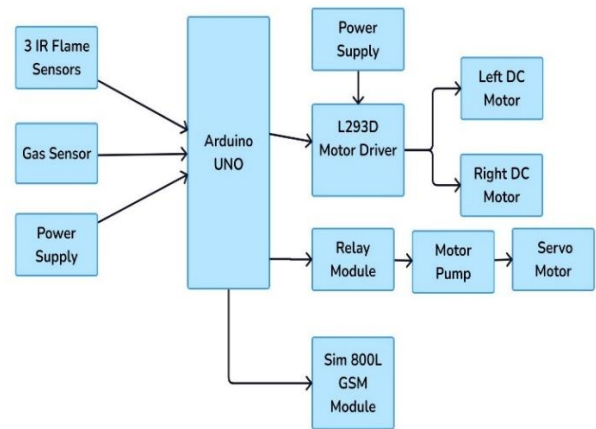 3 IR Flame
Sensors
Gas Sensor
Power
Supply
Arduino
UNO
Power
Supply
L293D
Motor Driver
Left DC
Motor
Right DC
Motor
Relay
Module
Motor
Pump
Servo
Motor
Sim 800L
GSM
Module